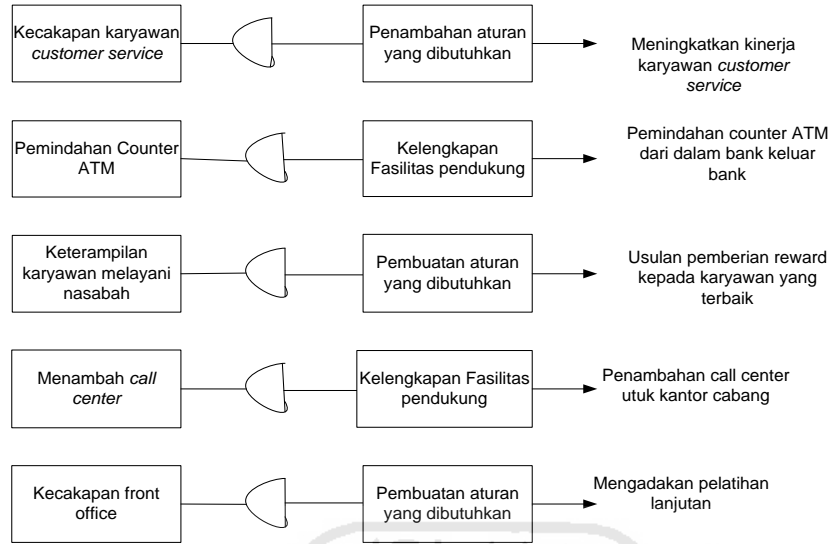 Kecakapan karyawan
customer service
Penambahan aturan
yang dibutuhkan
Meningkatkan kinerja
karyawan customer
service
Pemindahan Counter
ATM
Kelengkapan
Fasilitas pendukung
Pemindahan counter ATM
dari dalam bank keluar
bank
Keterampilan
karyawan melayani
nasabah
Pembuatan aturan
yang dibutuhkan
Usulan pemberian reward
kepada karyawan yang
terbaik
Menambah call
center
Kelengkapan Fasilitas
pendukung
Penambahan call center
utuk kantor cabang
Kecakapan front
office
Pembuatan aturan
yang dibutuhkan
Mengadakan pelatihan
lanjutan